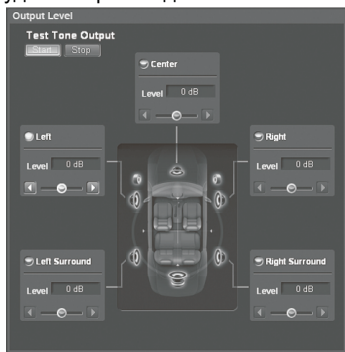 Output Level
Test Tone Output
Start Stop
Center
Level 0 dB
Left
Level 0 dB
Right
Level 0 dB
Left Surround
Level 0 dB
Right Surround
Level 0 dB